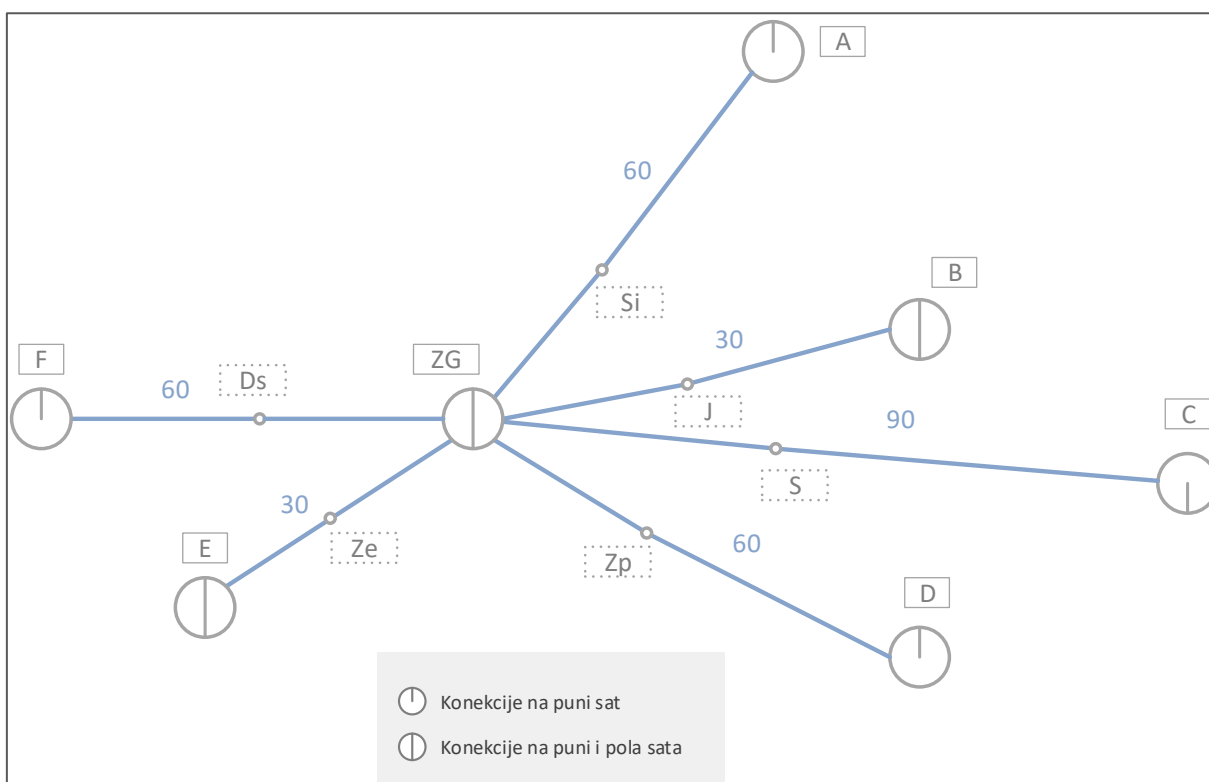 A
60
Si
B
30
J
F
Ds
60
ZG
90
C
S
30
Ze
E
Zp
60
D
Konekcije na puni sat
Konekcije na puni i pola sata